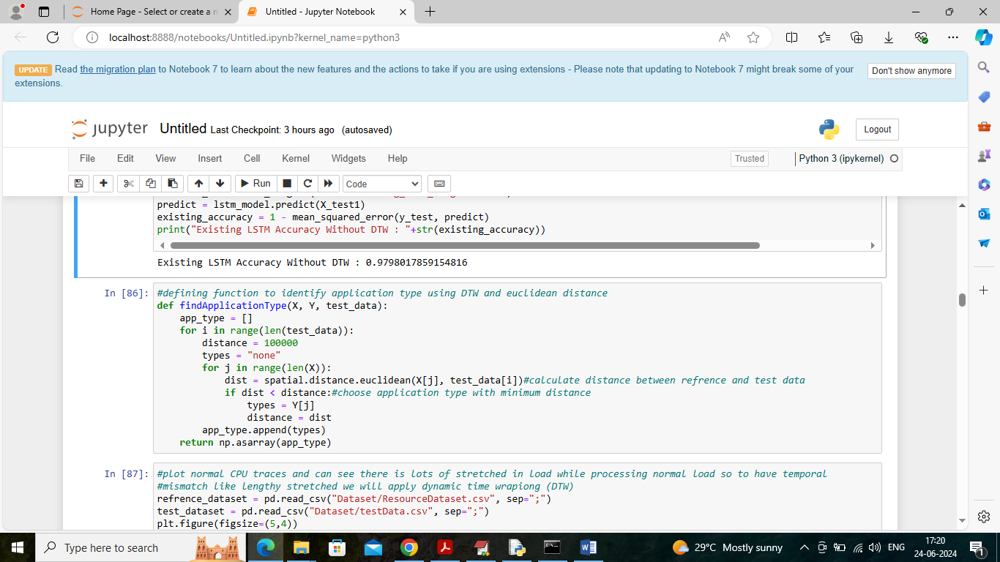 Home Page - Select or create a n
Untitled - Jupyter Notebook
localhost:8888/notebooks/Untitled.ipynb?kernel_name=python3
UPDATE Read the migration plan to Notebook 7 to learn about the new features and the actions to take if you are using extensions - Please note that updating to Notebook 7 might break some of your
extensions.
Don't show anymore
jupyter Untitled Last Checkpoint: 3 hours ago (autosaved)
Logout
File Edit View Insert Cell Kernel Widgets Help
Trusted
Python 3 (ipykernel)
Run
Code
predict = lstm_model.predict(X_test1)
existing_accuracy = 1 - mean_squared_error(y_test, predict)
print("Existing LSTM Accuracy Without DTW : "+str(existing_accuracy))
Existing LSTM Accuracy Without DTW : 0.9798017859154816
In [86]: #defining function to identify application type using DTW and euclidean distance
def findApplicationType(X, Y, test_data):
    app_type = []
    for i in range(len(test_data)):
        distance = 100000
        types = "none"
        for j in range(len(X)):
            dist = spatial.distance.euclidean(X[j], test_data[i])#calculate distance between refrence and test data
            if dist < distance:#choose application type with minimum distance
                types = Y[j]
                distance = dist
        app_type.append(types)
    return np.asarray(app_type)
In [87]: #plot normal CPU traces and can see there is lots of stretched in load while processing normal load so to have temporal
#mismatch like lengthy stretched we will apply dynamic time wrapiong (DTW)
refrence_dataset = pd.read_csv("Dataset/ResourceDataset.csv", sep=";")
test_dataset = pd.read_csv("Dataset/testData.csv", sep=";")
plt.figure(figsize=(5,4))
Type here to search
29°C Mostly sunny
ENG
17:20
24-06-2024
1